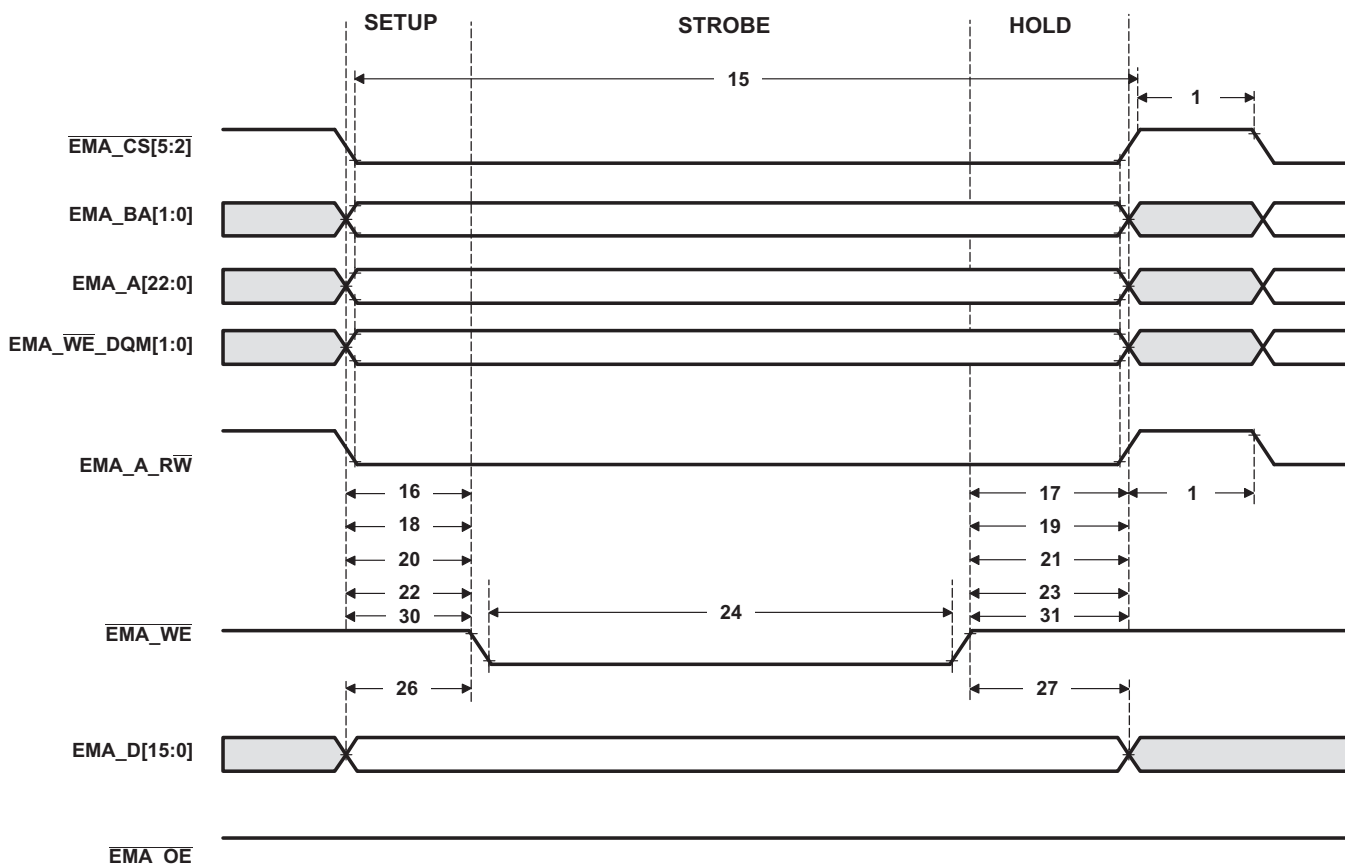 SETUP STROBE HOLD
15
1
EMA_CS[5:2]
EMA_BA[1:0]
EMA_A[22:0]
EMA_WE_DQM[1:0]
EMA_A_RW
16 17 1
18 19
20 21
22 23
24
30 31
EMA_WE
26 27
EMA_D[15:0]
EMA_OE